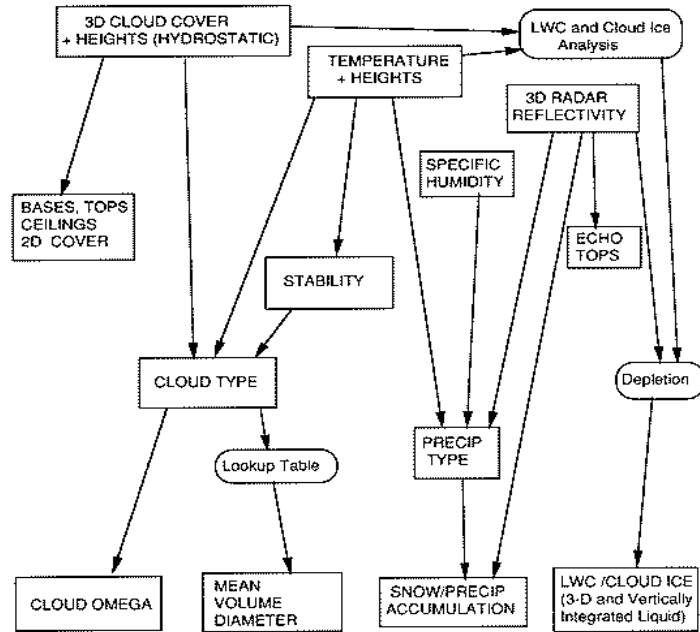 3D CLOUD COVER
+ HEIGHTS (HYDROSTATIC)
LWC and Cloud Ice
Analysis
TEMPERATURE
+ HEIGHTS
3D RADAR
REFLECTIVITY
SPECIFIC
HUMIDITY
BASES, TOPS
CEILINGS
2D COVER
ECHO
TOPS
STABILITY
CLOUD TYPE
Depletion
PRECIP
TYPE
Lookup Table
CLOUD OMEGA
MEAN
VOLUME
DIAMETER
SNOW/PRECIP
ACCUMULATION
LWC /CLOUD ICE
(3-D and Vertically
Integrated Liquid)